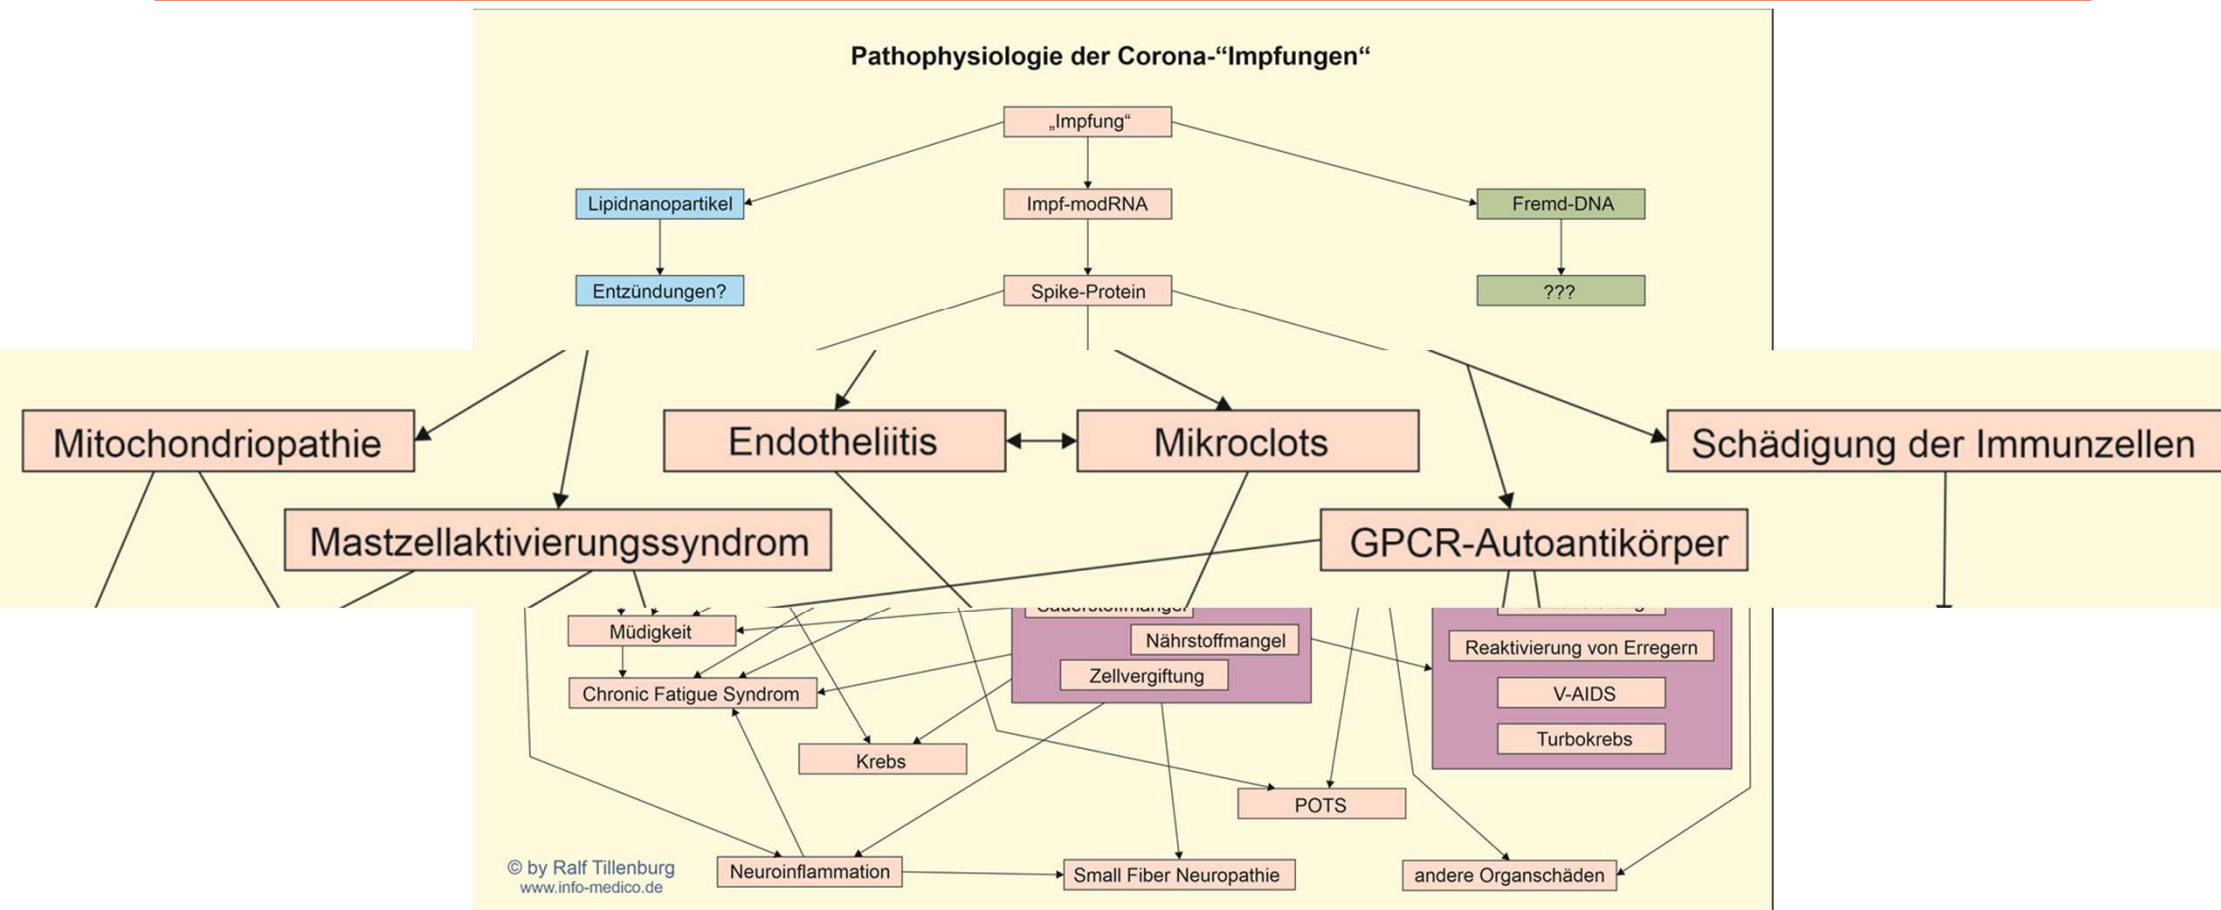 Pathophysiologie der Corona-“Impfungen“
„Impfung“
Lipidnanopartikel
Impf-modRNA
Fremd-DNA
Entzündungen?
Spike-Protein
???
Mitochondriopathie
Endotheliitis
Mikroclots
Schädigung der Immunzellen
Mastzellaktivierungssyndrom
GPCR-Autoantikörper
Sauerstoffmangel
Müdigkeit
Nährstoffmangel
Reaktivierung von Erregern
Zellvergiftung
Chronic Fatigue Syndrom
V-AIDS
Turbokrebs
Krebs
POTS
© by Ralf Tillenburg
www.info-medico.de
Neuroinflammation
Small Fiber Neuropathie
andere Organschäden